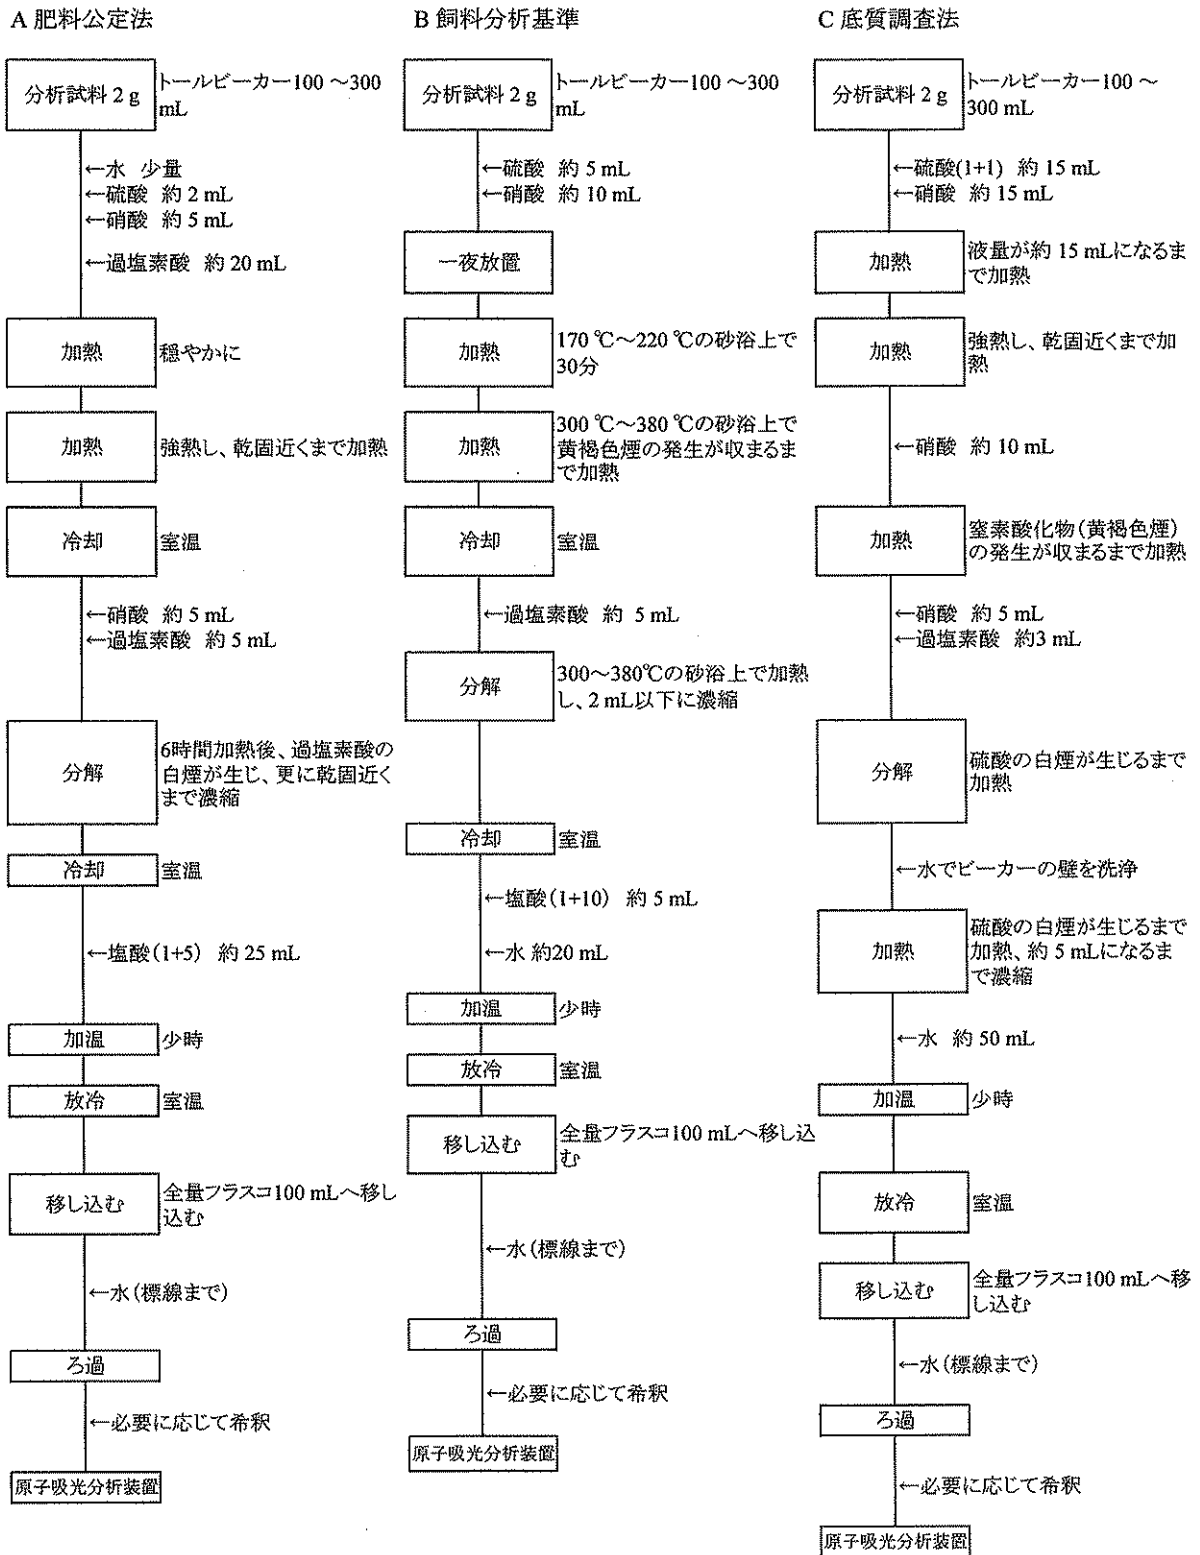 A 肥料公定法
分析試料 2 g
トールビーカー100 ～300
mL
←水 少量
←硫酸 約 2 mL
←硝酸 約 5 mL
←過塩素酸 約 20 mL
加熱
穏やかに
加熱
強熱し、乾固近くまで加熱
冷却
室温
←硝酸 約 5 mL
←過塩素酸 約 5 mL
分解
6時間加熱後、過塩素酸の
白煙が生じ、更に乾固近く
まで濃縮
冷却
室温
←塩酸(1+5) 約 25 mL
加温
少時
放冷
室温
移し込む
全量フラスコ100 mLへ移し
込む
←水(標線まで)
ろ過
←必要に応じて希釈
原子吸光分析装置
B 飼料分析基準
分析試料 2 g
トールビーカー100 ～300
mL
←硫酸 約 5 mL
←硝酸 約 10 mL
一夜放置
加熱
170 ℃～220 ℃の砂浴上で
30分
加熱
300 ℃～380 ℃の砂浴上で
黄褐色煙の発生が収まるま
で加熱
冷却
室温
←過塩素酸 約 5 mL
分解
300～380℃の砂浴上で加熱
し、2 mL以下に濃縮
冷却
室温
←塩酸(1+10) 約 5 mL
←水 約20 mL
加温
少時
放冷
室温
移し込む
全量フラスコ100 mLへ移し込
む
←水(標線まで)
ろ過
←必要に応じて希釈
原子吸光分析装置
C 底質調査法
分析試料 2 g
トールビーカー100 ～
300 mL
←硫酸(1+1) 約 15 mL
←硝酸 約 15 mL
加熱
液量が約 15 mLになるま
で加熱
加熱
強熱し、乾固近くまで加
熱
←硝酸 約 10 mL
加熱
窒素酸化物(黄褐色煙)
の発生が収まるまで加熱
←硝酸 約 5 mL
←過塩素酸 約3 mL
分解
硫酸の白煙が生じるまで
加熱
←水でビーカーの壁を洗浄
加熱
硫酸の白煙が生じるまで
加熱、約 5 mLになるま
で濃縮
←水 約 50 mL
加温
少時
放冷
室温
移し込む
全量フラスコ100 mLへ移
し込む
←水(標線まで)
ろ過
←必要に応じて希釈
原子吸光分析装置